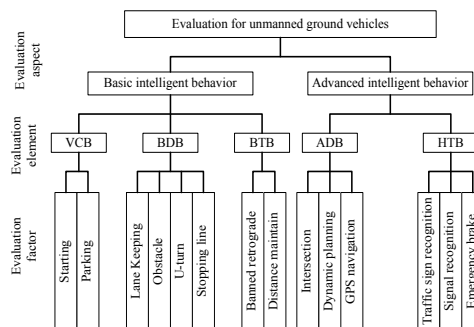 Evaluation for unmanned ground vehicles
Evaluation
aspect
Basic intelligent behavior
Advanced intelligent behavior
Evaluation
element
VCB
BDB
BTB
ADB
HTB
Evaluation
factor
Starting
Parking
Lane Keeping
Obstacle
U-turn
Stopping line
Banned retrograde
Distance maintain
Intersection
Dynamic planning
GPS navigation
Traffic sign recognition
Signal recognition
Emergency brake